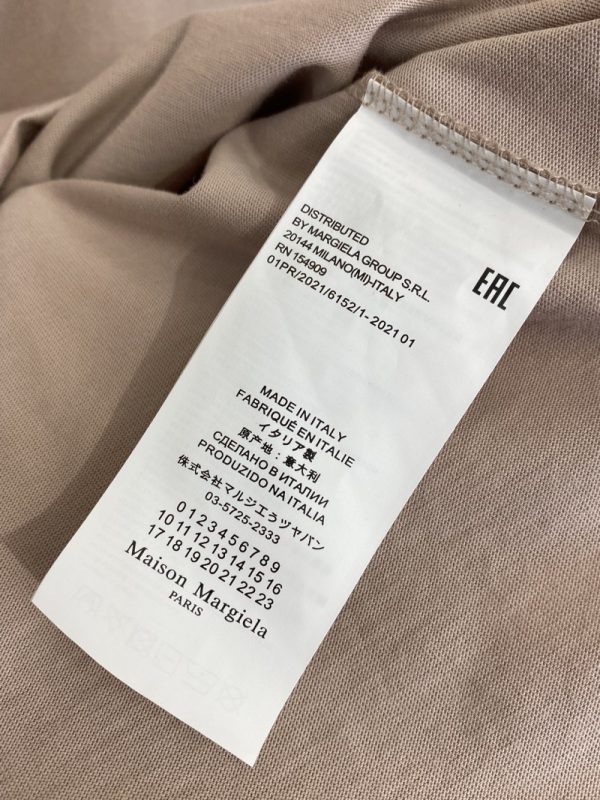 DISTRIBUTED
BY MARGIELA GROUP S.R.L.
20144 MILANO(MI)-ITALY
RN 154909
01PR/2021/6152/1- 2021 01
EAC
MADE IN ITALY
FABRIQUÉ EN ITALIE
イタリア製
原产地：意大利
СДЕЛАНО В ИТАЛИИ
PRODUZIDO NA ITALIA
株式会社マルジエラジャパン
03-5725-2333
0 1 2 3 4 5 6 7 8 9
10 11 12 13 14 15 16
17 18 19 20 21 22 23
Maison Margiela
PARIS